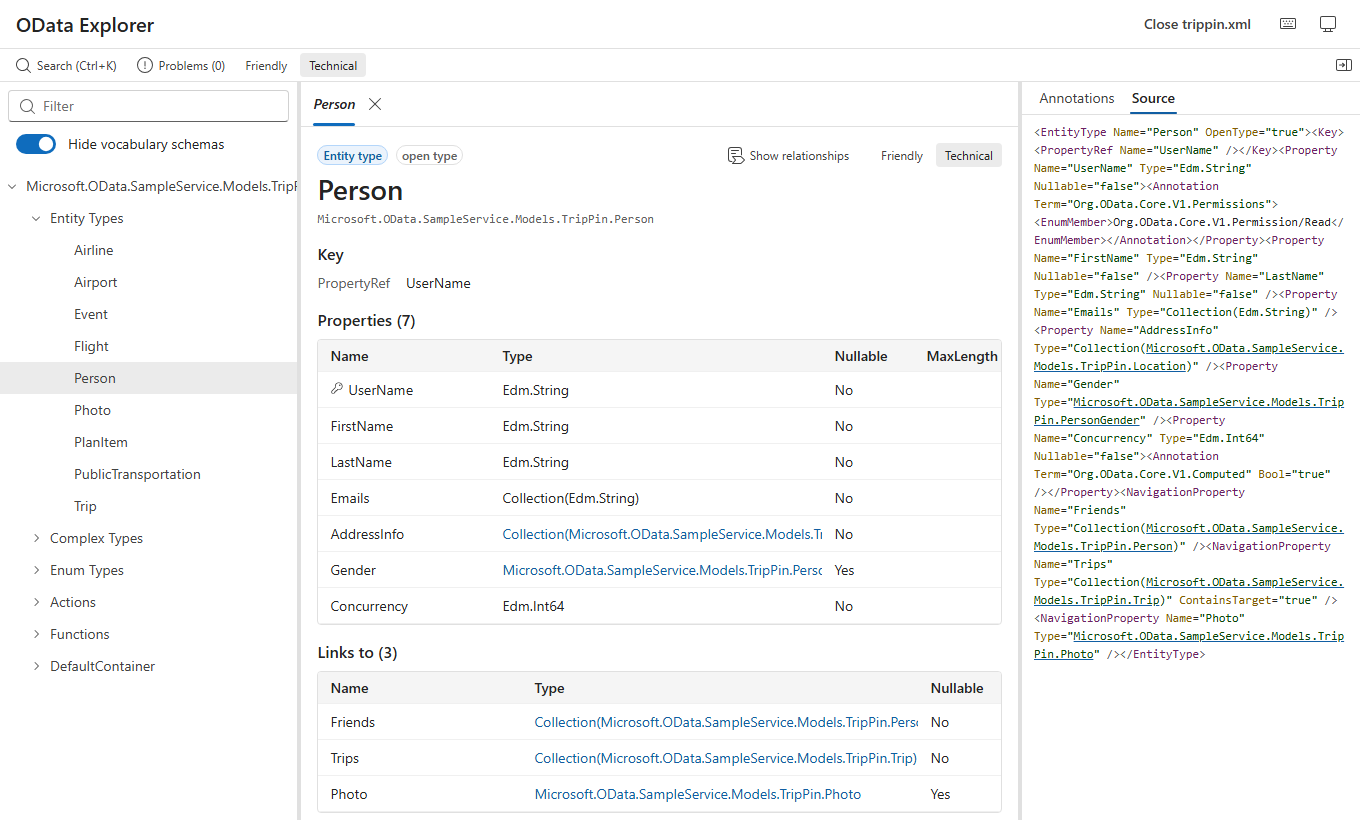 OData Explorer
Close trippin.xml
Search (Ctrl+K)
Problems (0)
Friendly
Technical
Filter
Hide vocabulary schemas
Microsoft.OData.SampleService.Models.TripP
Entity Types
Airline
Airport
Event
Flight
Person
Photo
PlanItem
PublicTransportation
Trip
Complex Types
Enum Types
Actions
Functions
DefaultContainer
Person
Entity type
open type
Show relationships
Friendly
Technical
Person
Microsoft.OData.SampleService.Models.TripPin.Person
Key
PropertyRef UserName
Properties (7)
Name Type Nullable MaxLength
UserName Edm.String No
FirstName Edm.String No
LastName Edm.String No
Emails Collection(Edm.String) No
AddressInfo Collection(Microsoft.OData.SampleService.Models.Tr No
Gender Microsoft.OData.SampleService.Models.TripPin.Perso Yes
Concurrency Edm.Int64 No
Links to (3)
Name Type Nullable
Friends Collection(Microsoft.OData.SampleService.Models.TripPin.Perso No
Trips Collection(Microsoft.OData.SampleService.Models.TripPin.Trip) No
Photo Microsoft.OData.SampleService.Models.TripPin.Photo Yes
Annotations
Source
<EntityType Name="Person" OpenType="true"><Key>
<PropertyRef Name="UserName" /></Key><Property
Name="UserName" Type="Edm.String"
Nullable="false"><Annotation
Term="Org.OData.Core.V1.Permissions">
<EnumMember>Org.OData.Core.V1.Permission/Read</
EnumMember></Annotation></Property><Property
Name="FirstName" Type="Edm.String"
Nullable="false" /><Property Name="LastName"
Type="Edm.String" Nullable="false" /><Property
Name="Emails" Type="Collection(Edm.String)" />
<Property Name="AddressInfo"
Type="Collection(Microsoft.OData.SampleService.
Models.TripPin.Location)" /><Property
Name="Gender"
Type="Microsoft.OData.SampleService.Models.Trip
Pin.PersonGender" /><Property
Name="Concurrency" Type="Edm.Int64"
Nullable="false"><Annotation
Term="Org.OData.Core.V1.Computed" Bool="true"
/></Property><NavigationProperty
Name="Friends"
Type="Collection(Microsoft.OData.SampleService.
Models.TripPin.Person)" /><NavigationProperty
Name="Trips"
Type="Collection(Microsoft.OData.SampleService.
Models.TripPin.Trip)" ContainsTarget="true" />
<NavigationProperty Name="Photo"
Type="Microsoft.OData.SampleService.Models.Trip
Pin.Photo" /></EntityType>